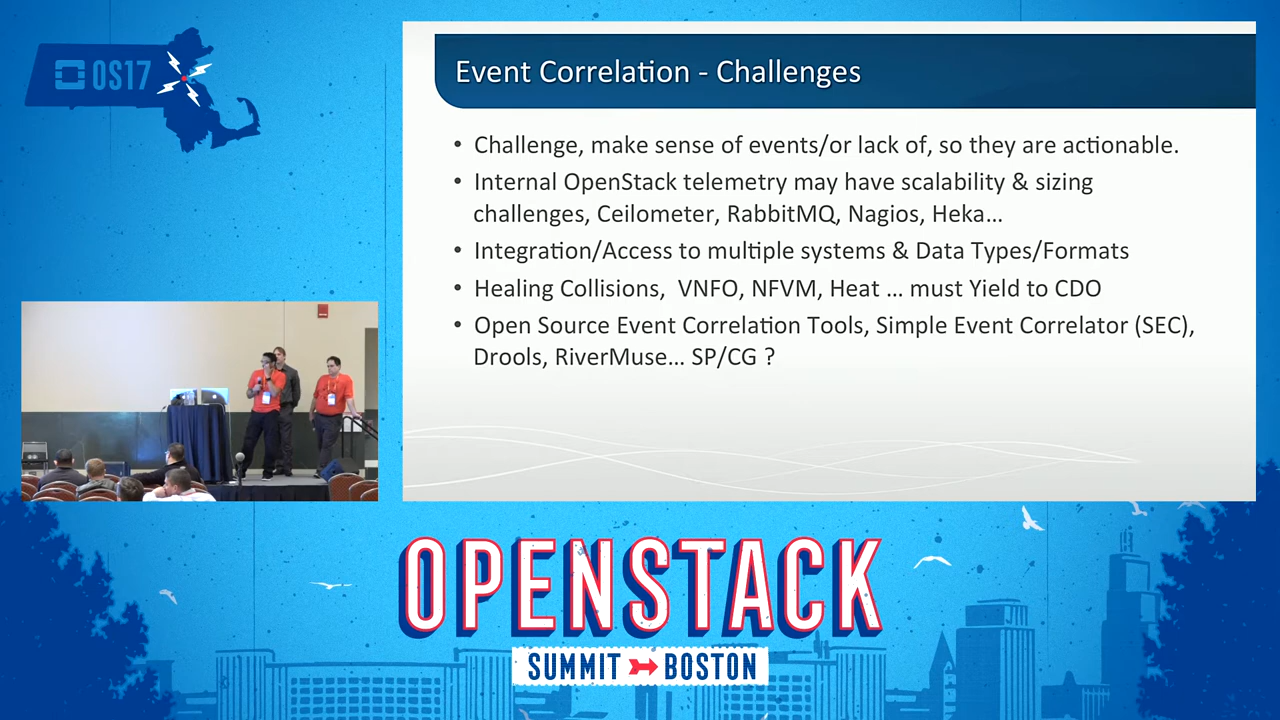 OS17
Event Correlation - Challenges
• Challenge, make sense of events/or lack of, so they are actionable.
• Internal OpenStack telemetry may have scalability & sizing
challenges, Ceilometer, RabbitMQ, Nagios, Heka...
• Integration/Access to multiple systems & Data Types/Formats
• Healing Collisions, VNFO, NFVM, Heat ... must Yield to CDO
• Open Source Event Correlation Tools, Simple Event Correlator (SEC),
Drools, RiverMuse... SP/CG ?
OPENSTACK
SUMMIT BOSTON